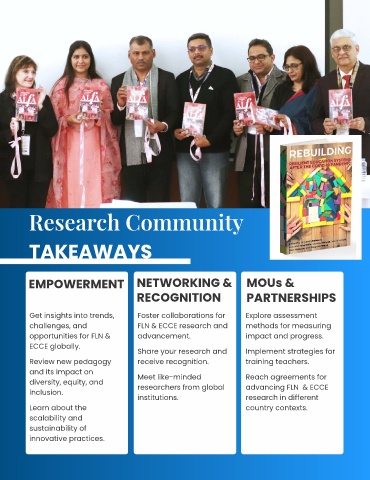 REBUILDING
Research Community
TAKEAWAYS
EMPOWERMENT
Get insights into trends,
challenges, and
opportunities for FLN &
ECCE globally.
Review new pedagogy
and its impact on
diversity, equity, and
inclusion.
Learn about the
scalability and
sustainability of
innovative practices.
NETWORKING &
RECOGNITION
Foster collaborations for
FLN & ECCE research and
advancement.
Share your research and
receive recognition.
Meet like-minded
researchers from global
institutions.
MOUs &
PARTNERSHIPS
Explore assessment
methods for measuring
impact and progress.
Implement strategies for
training teachers.
Reach agreements for
advancing FLN & ECCE
research in different
country contexts.